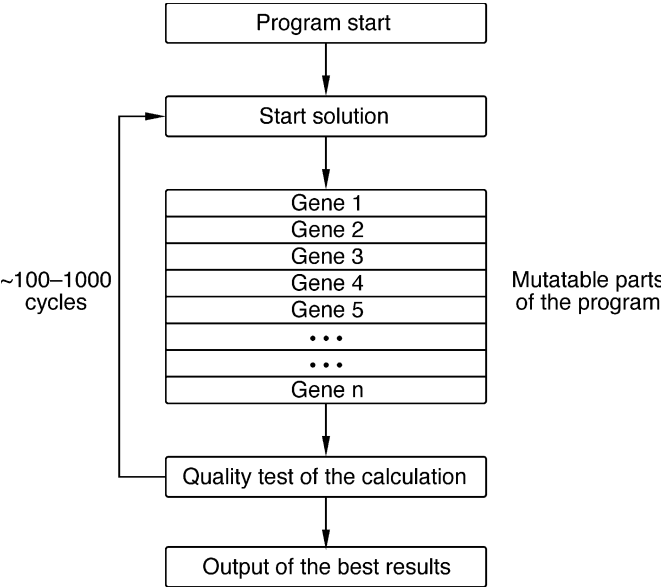 Program start
Start solution
Gene 1
Gene 2
Gene 3
Gene 4
Gene 5
• • •
• • •
Gene n
~100–1000
cycles
Mutatable parts
of the program
Quality test of the calculation
Output of the best results